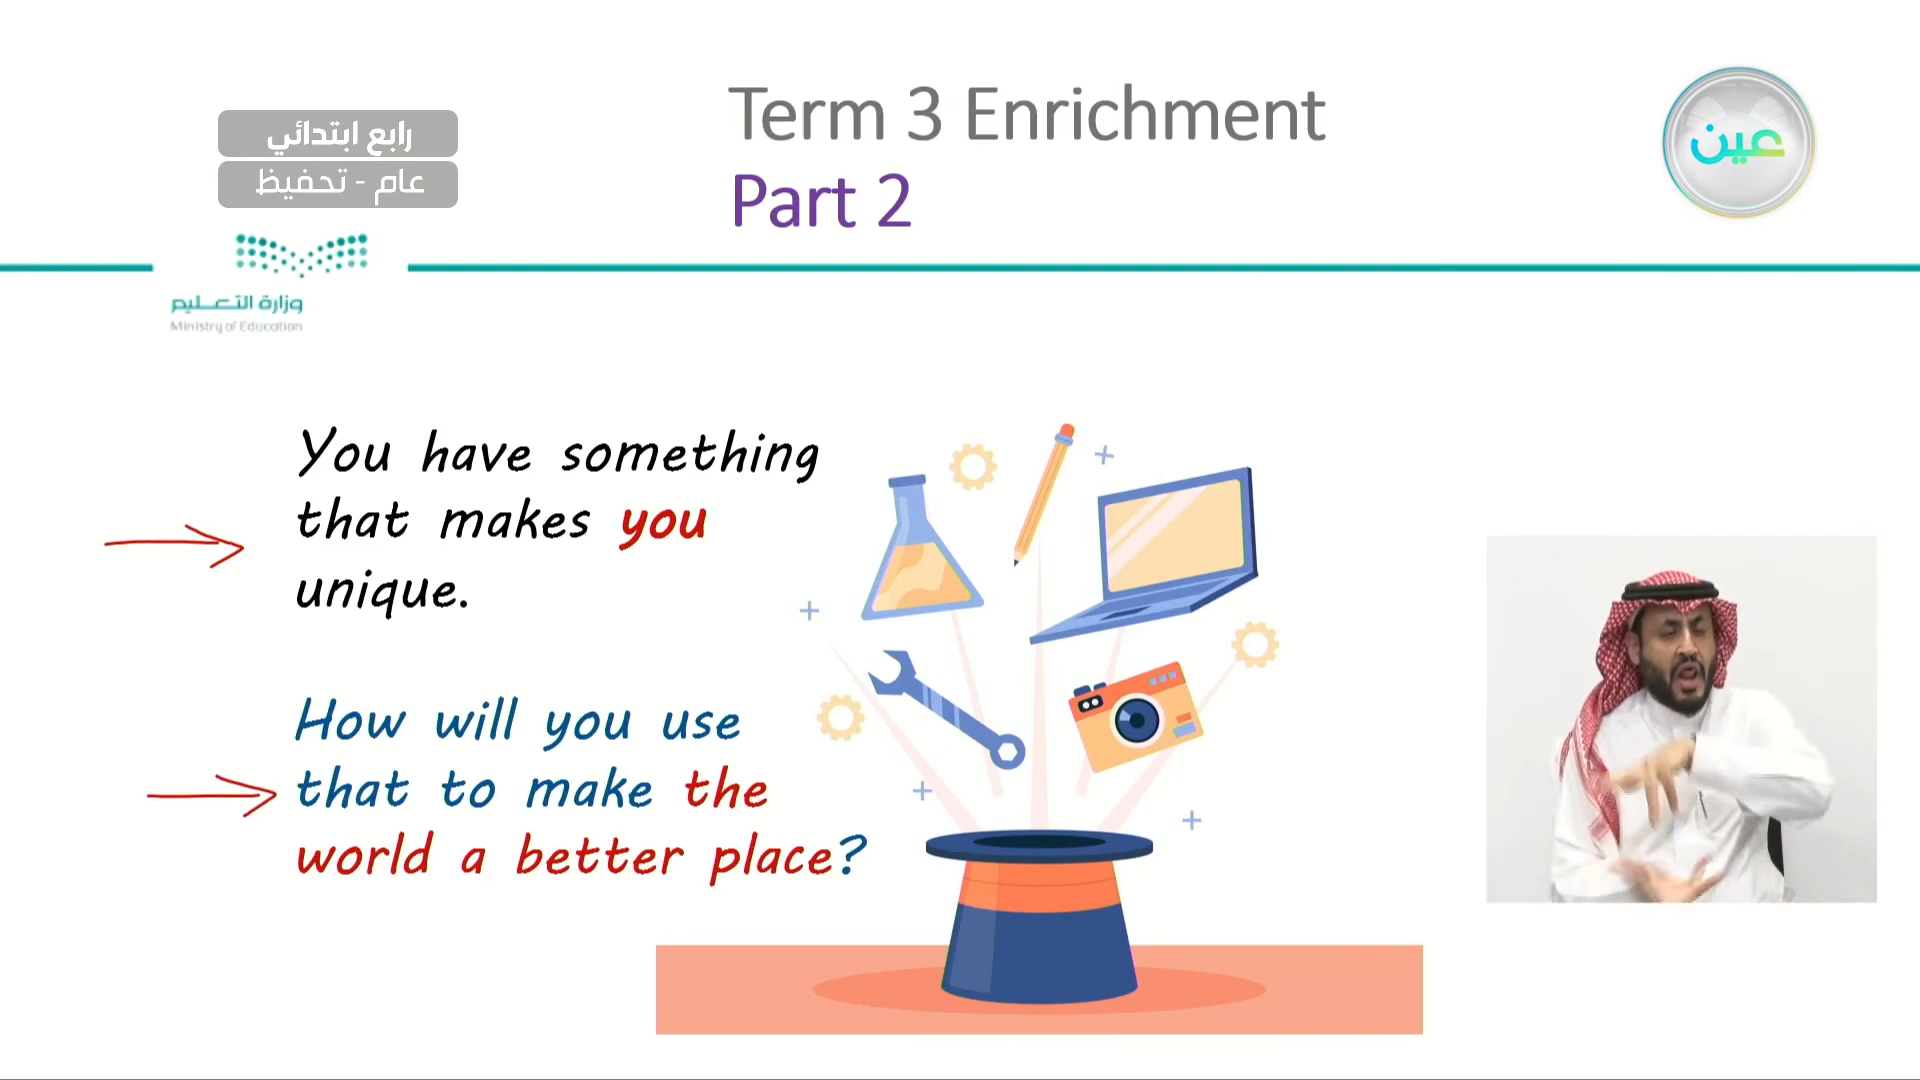 Term 3 Enrichment
Part 2
رابع ابتدائي
عام - تحفيظ
عين
وزارة التعليم
Ministry of Education
You have something
that makes you
unique.
How will you use
that to make the
world a better place?